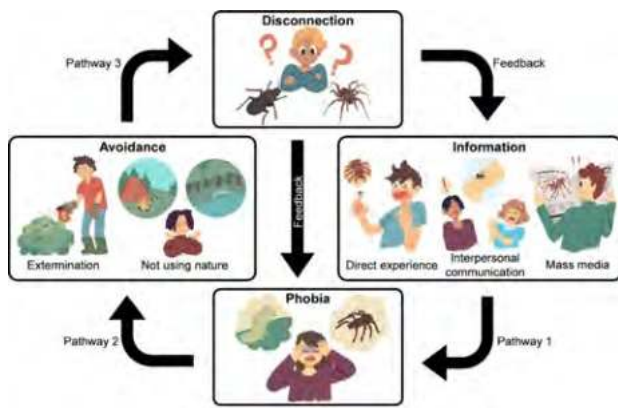 Disconnection
Pathway 3
Feedback
Avoidance
Information
Feedback
Extermination
Not using nature
Direct experience
Interpersonal
communication
Mass media
Phobia
Pathway 2
Pathway 1